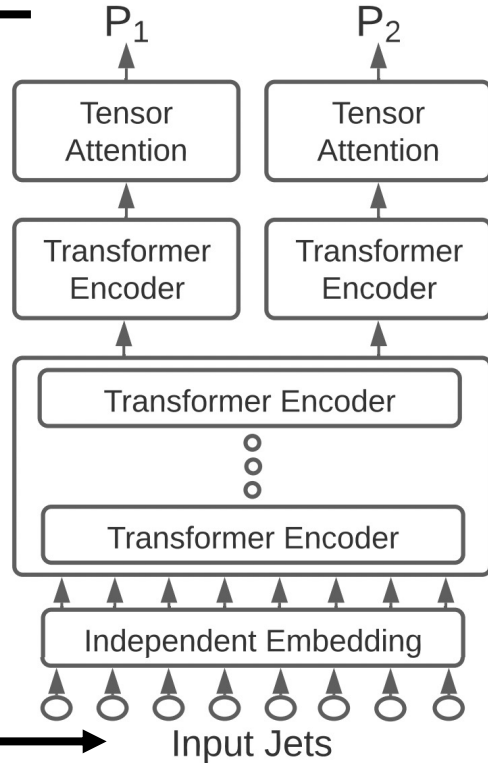 P₁ P₂
Tensor Attention
Tensor Attention
Transformer Encoder
Transformer Encoder
Transformer Encoder
Transformer Encoder
Independent Embedding
Input Jets